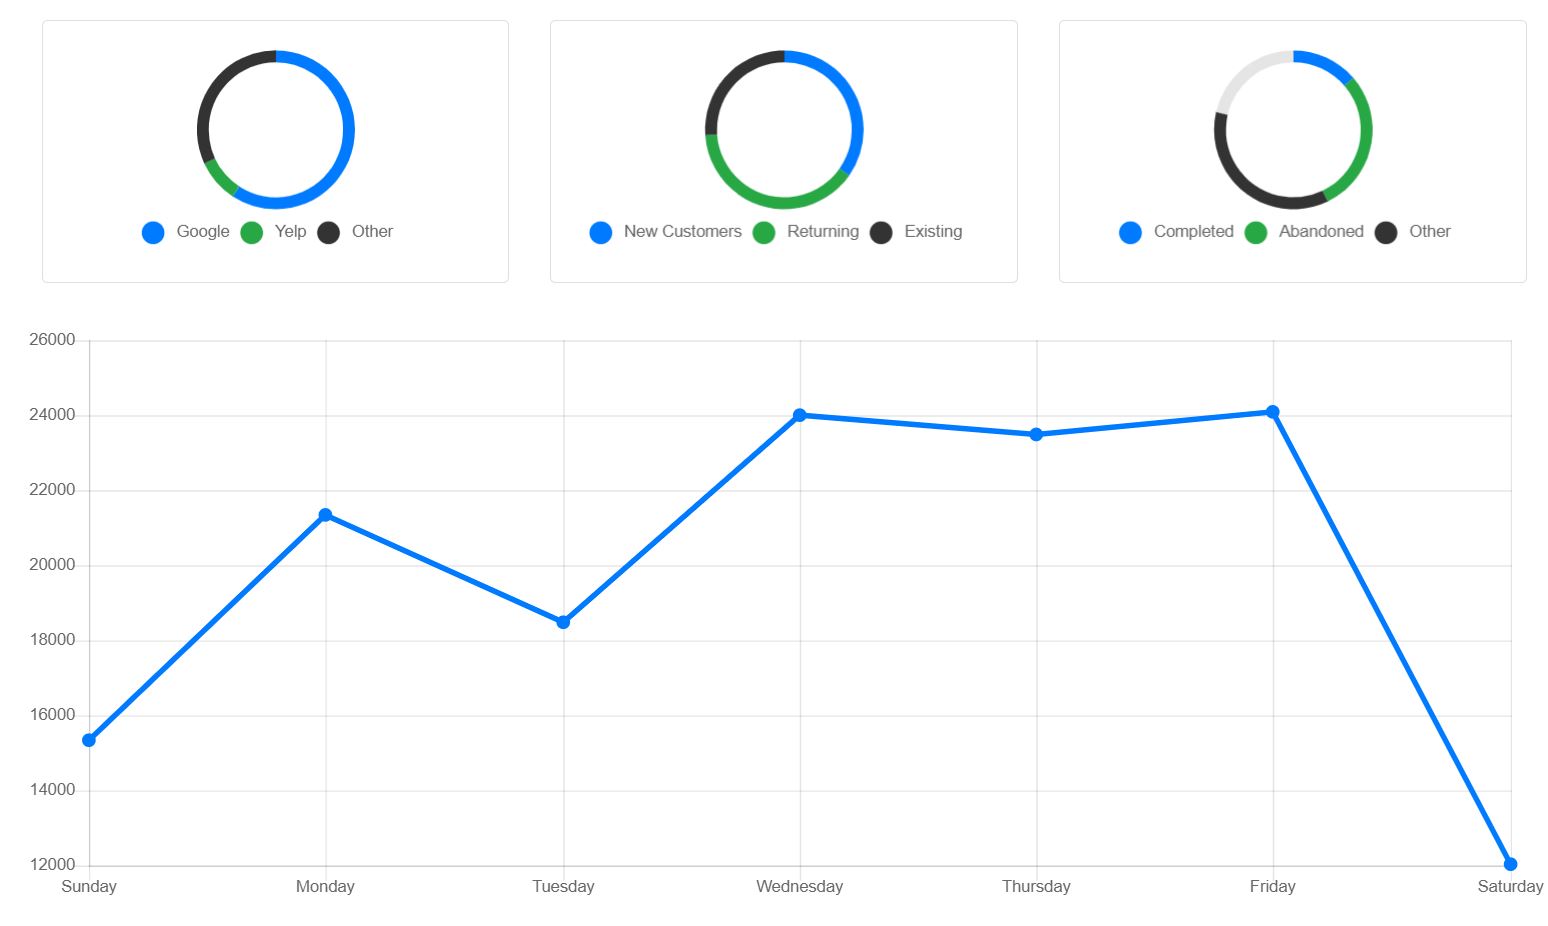 Google Yelp Other
New Customers Returning Existing
Completed Abandoned Other
26000
24000
22000
20000
18000
16000
14000
12000
Sunday Monday Tuesday Wednesday Thursday Friday Saturday